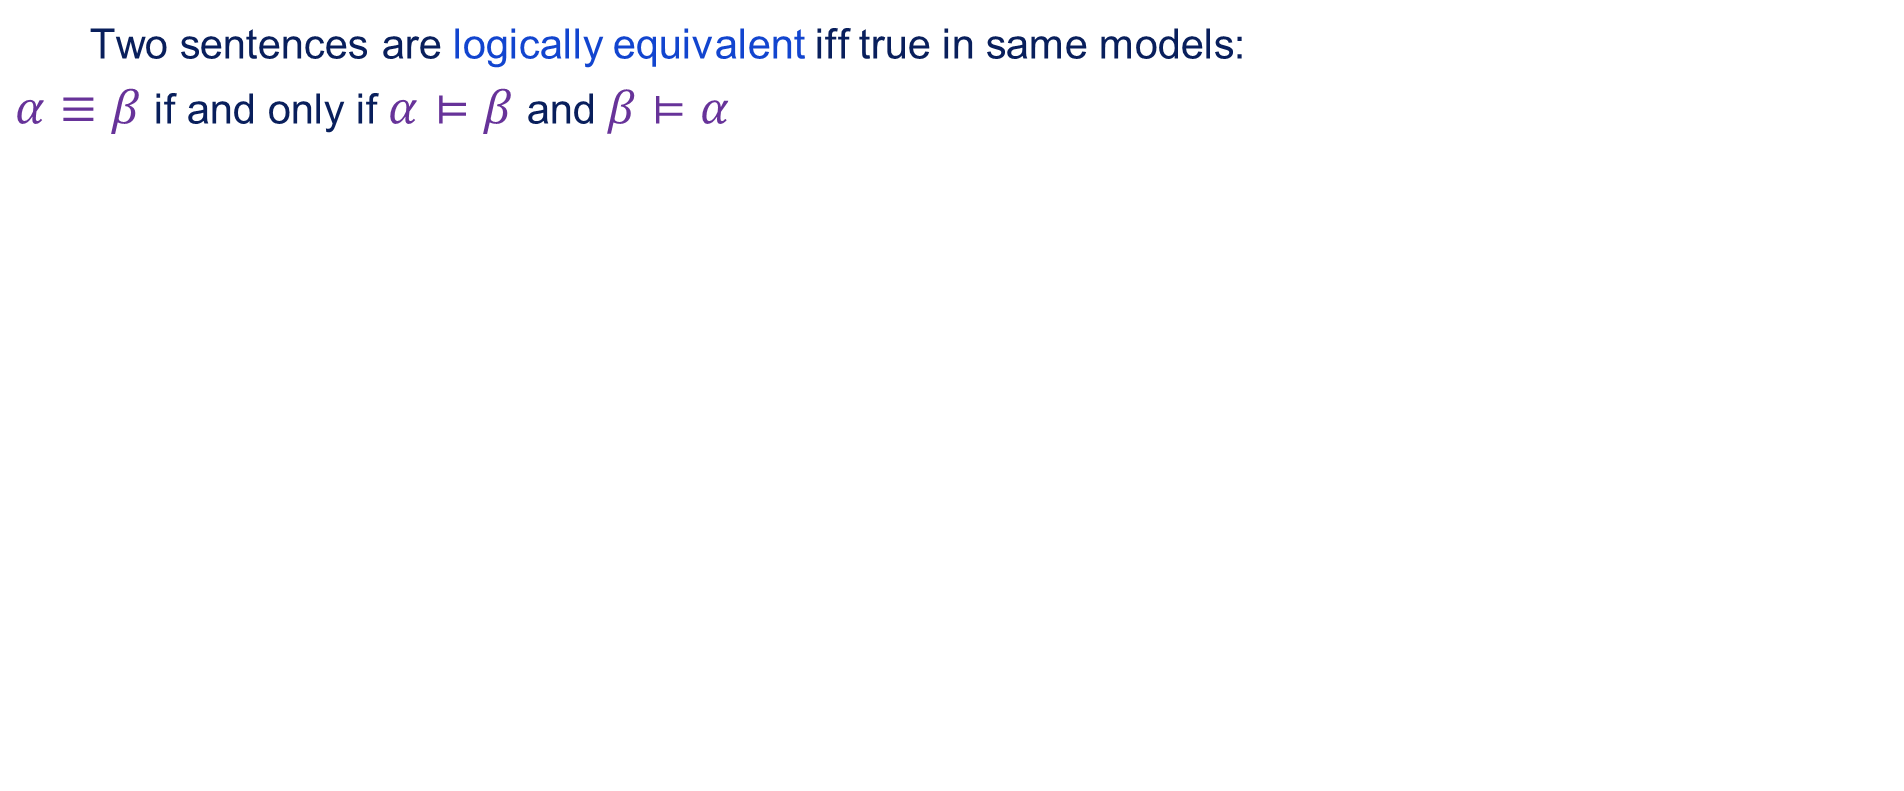 Two sentences are logically equivalent iff true in same models:
α ≡ β if and only if α ⊨ β and β ⊨ α